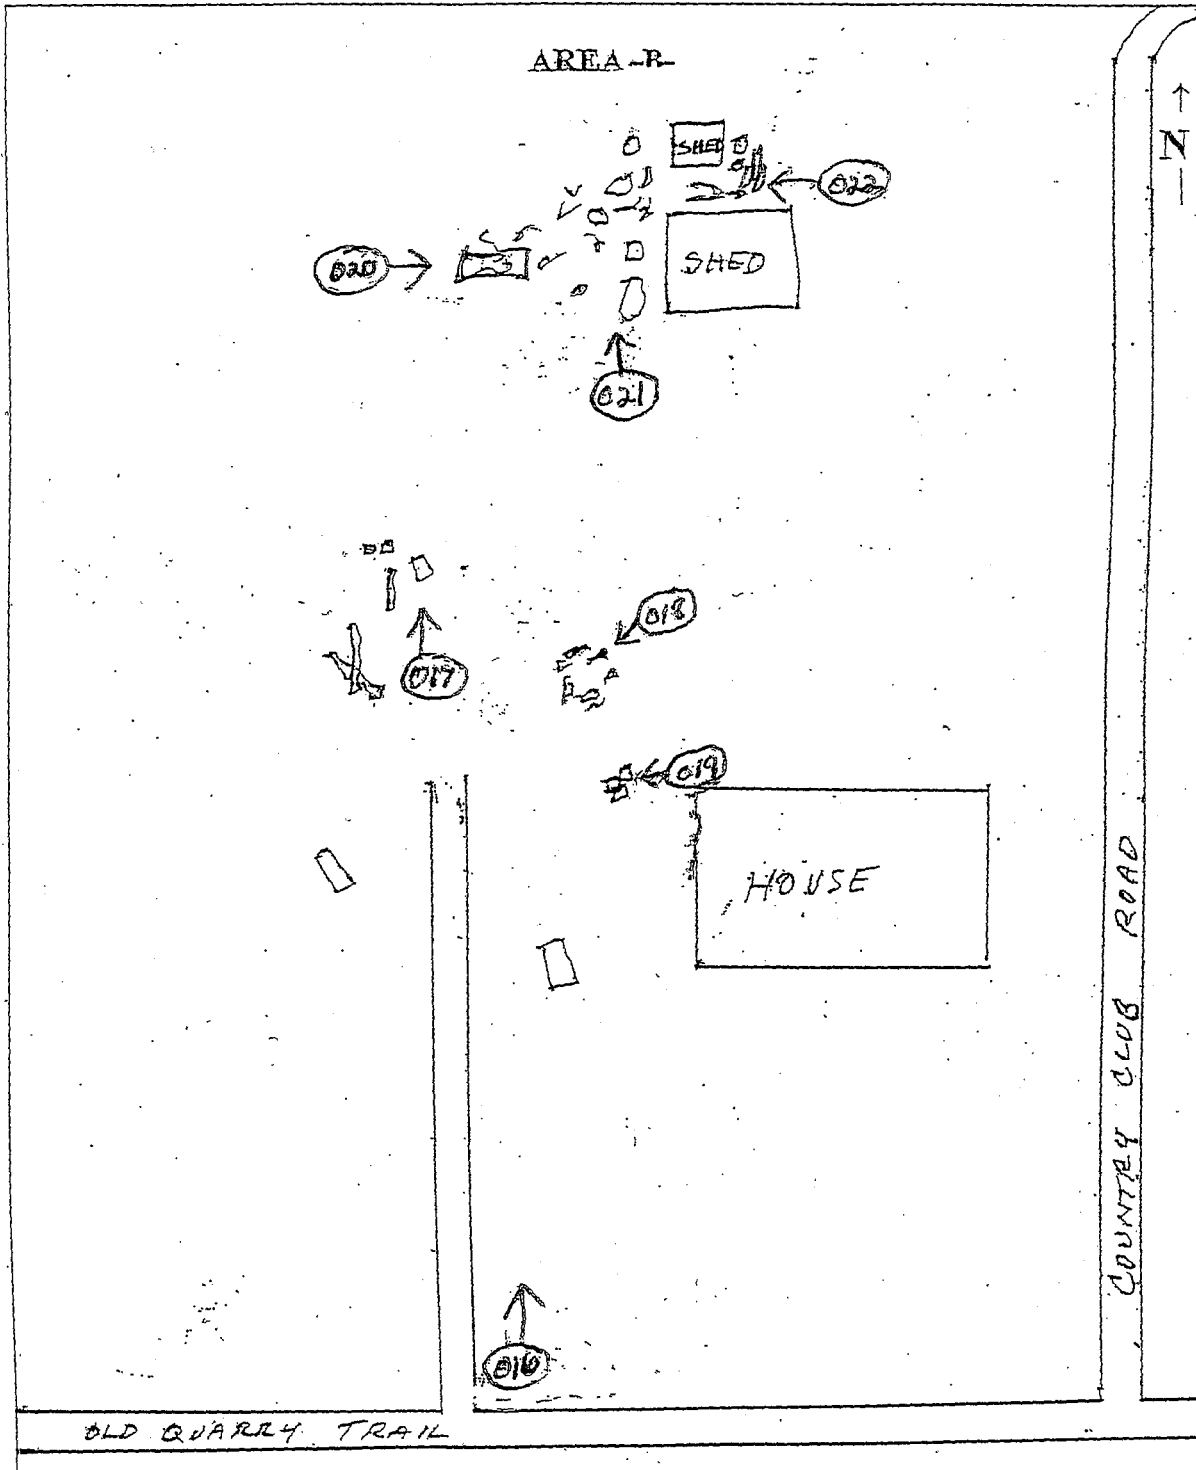 AREA-B-
↑
N
|
SHED
022
SHED
020
021
018
017
019
HOUSE
COUNTRY CLUB ROAD
016
OLD QUARRY TRAIL